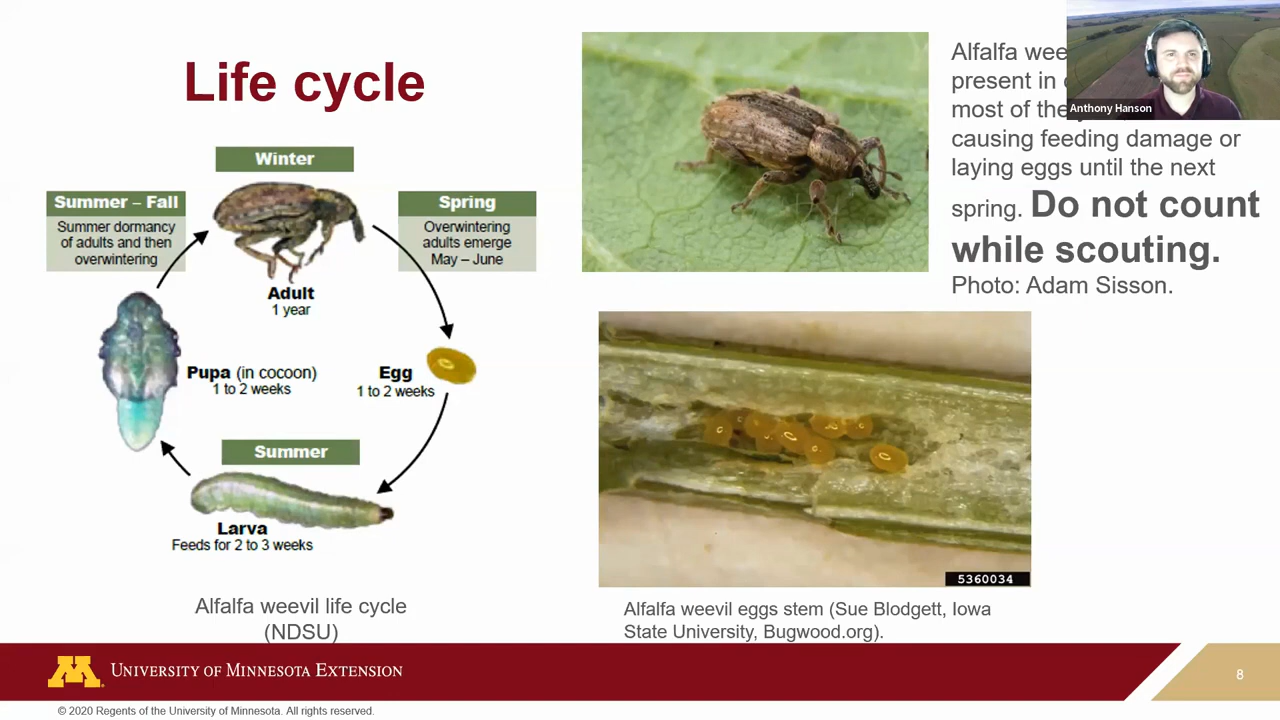 Life cycle
Winter
Summer – Fall
Summer dormancy
of adults and then
overwintering
Spring
Overwintering
adults emerge
May – June
Adult
1 year
Pupa (in cocoon)
1 to 2 weeks
Egg
1 to 2 weeks
Summer
Larva
Feeds for 2 to 3 weeks
Alfalfa weevil life cycle
(NDSU)
Alfalfa
present in
most of the
causing feeding damage or
laying eggs until the next
spring. Do not count
while scouting.
Photo: Adam Sisson.
Anthony Hanson
5360034
Alfalfa weevil eggs stem (Sue Blodgett, Iowa
State University, Bugwood.org).
M
UNIVERSITY OF MINNESOTA EXTENSION
8
© 2020 Regents of the University of Minnesota. All rights reserved.